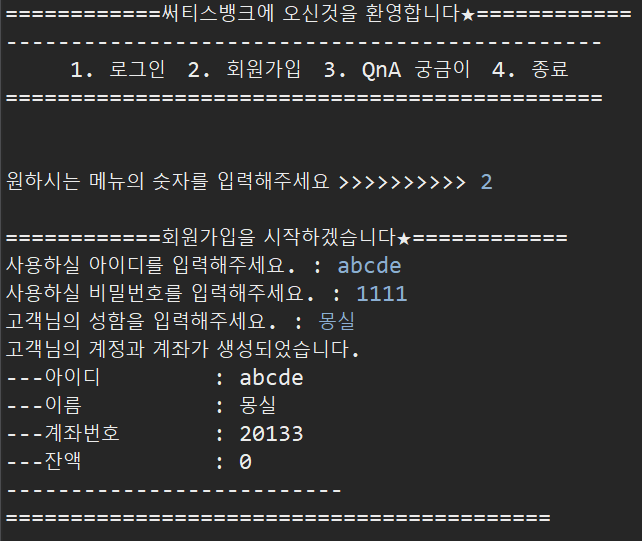 ============써티스뱅크에 오신것을 환영합니다★============
----------------------------------------------
1. 로그인 2. 회원가입 3. QnA 궁금이 4. 종료
==============================================
원하시는 메뉴의 숫자를 입력해주세요 >>>>>>>>>> 2
============회원가입을 시작하겠습니다★============
사용하실 아이디를 입력해주세요. : abcde
사용하실 비밀번호를 입력해주세요. : 1111
고객님의 성함을 입력해주세요. : 몽실
고객님의 계정과 계좌가 생성되었습니다.
---아이디 : abcde
---이름 : 몽실
---계좌번호 : 20133
---잔액 : 0
--------------------------
==========================================